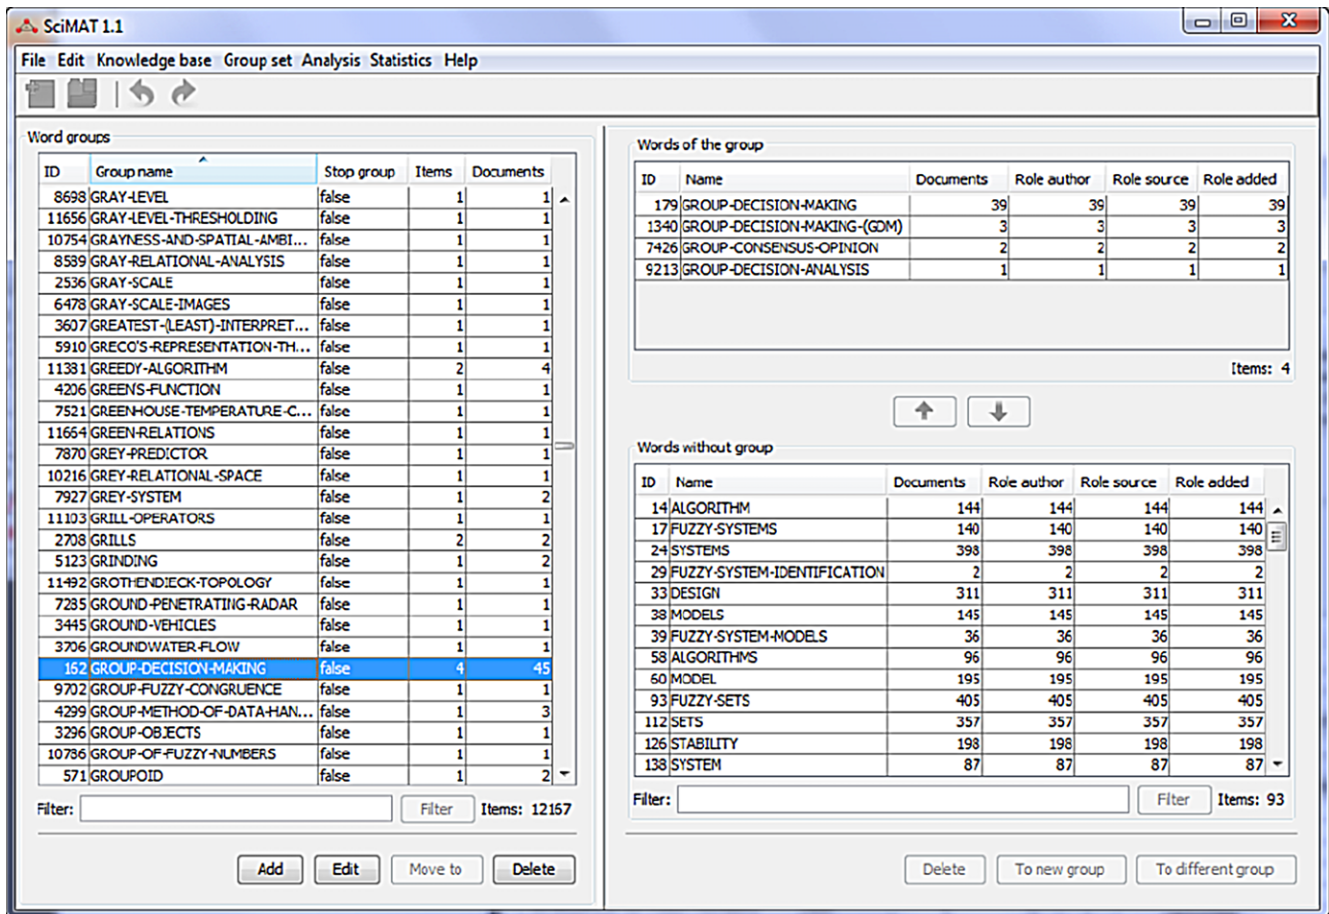 SciMAT 1.1
File Edit Knowledge base Group set Analysis Statistics Help
Word groups
ID Group name Stop group Items Documents
8698 GRAY-LEVEL false 1 1
11656 GRAY-LEVEL-THRESHOLDING false 1 1
10754 GRAYNESS-AND-SPATIAL-AMBI... false 1 1
8539 GRAY-RELATIONAL-ANALYSIS false 1 1
2536 GRAY-SCALE false 1 1
6478 GRAY-SCALE-IMAGES false 1 1
3607 GREATEST-(LEAST)-INTERPRET... false 1 1
5910 GRECO'S-REPRESENTATION-TH... false 1 1
11381 GREEDY-ALGORITHM false 2 4
4206 GREEN'S-FUNCTION false 1 1
7521 GREENHOUSE-TEMPERATURE-C... false 1 1
11664 GREEN-RELATIONS false 1 1
7870 GREY-PREDICTOR false 1 1
10216 GREY-RELATIONAL-SPACE false 1 1
7927 GREY-SYSTEM false 1 2
11103 GRILL-OPERATORS false 1 1
2708 GRILLS false 2 2
5123 GRINDING false 1 2
11492 GROTHENDIECK-TOPOLOGY false 1 1
7235 GROUND-PENETRATING-RADAR false 1 1
3445 GROUND-VEHICLES false 1 1
3706 GROUNDWATER-FLOW false 1 1
162 GROUP-DECISION-MAKING false 4 45
9702 GROUP-FUZZY-CONGRUENCE false 1 1
4299 GROUP-METHOD-OF-DATA-HAN... false 1 3
3296 GROUP-OBJECTS false 1 1
10786 GROUP-OF-FUZZY-NUMBERS false 1 1
571 GROUPOID false 1 2
Filter: Filter Items: 12167
Add Edit Move to Delete
Words of the group
ID Name Documents Role author Role source Role added
179 GROUP-DECISION-MAKING 39 39 39 39
1340 GROUP-DECISION-MAKING-(GDM) 3 3 3 3
7426 GROUP-CONSENSUS-OPINION 2 2 2 2
9213 GROUP-DECISION-ANALYSIS 1 1 1 1
Items: 4
Words without group
ID Name Documents Role author Role source Role added
14 ALGORITHM 144 144 144 144
17 FUZZY-SYSTEMS 140 140 140 140
24 SYSTEMS 398 398 398 398
29 FUZZY-SYSTEM-IDENTIFICATION 2 2 2 2
33 DESIGN 311 311 311 311
38 MODELS 145 145 145 145
39 FUZZY-SYSTEM-MODELS 36 36 36 36
58 ALGORITHMS 96 96 96 96
60 MODEL 195 195 195 195
93 FUZZY-SETS 405 405 405 405
112 SETS 357 357 357 357
126 STABILITY 198 198 198 198
138 SYSTEM 87 87 87 87
Filter: Filter Items: 93
Delete To new group To different group